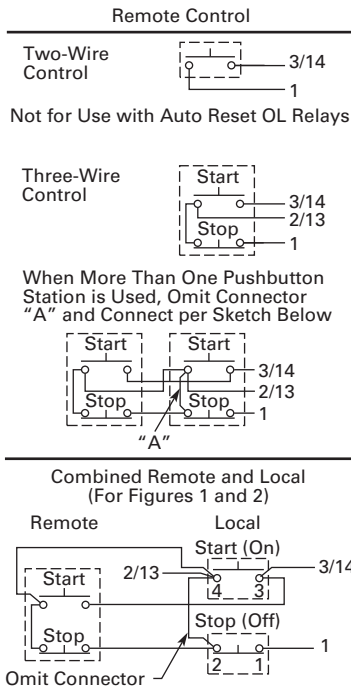 Remote Control
Two-Wire
Control
3/14
1
Not for Use with Auto Reset OL Relays
Three-Wire
Control
Start
3/14
2/13
Stop
1
When More Than One Pushbutton
Station is Used, Omit Connector
“A” and Connect per Sketch Below
Start Start
3/14
2/13
Stop Stop
1
“A”
Combined Remote and Local
(For Figures 1 and 2)
Remote Local
Start (On)
2/13 3/14
Start
4 3
Stop (Off)
Stop
1
2 1
Omit Connector